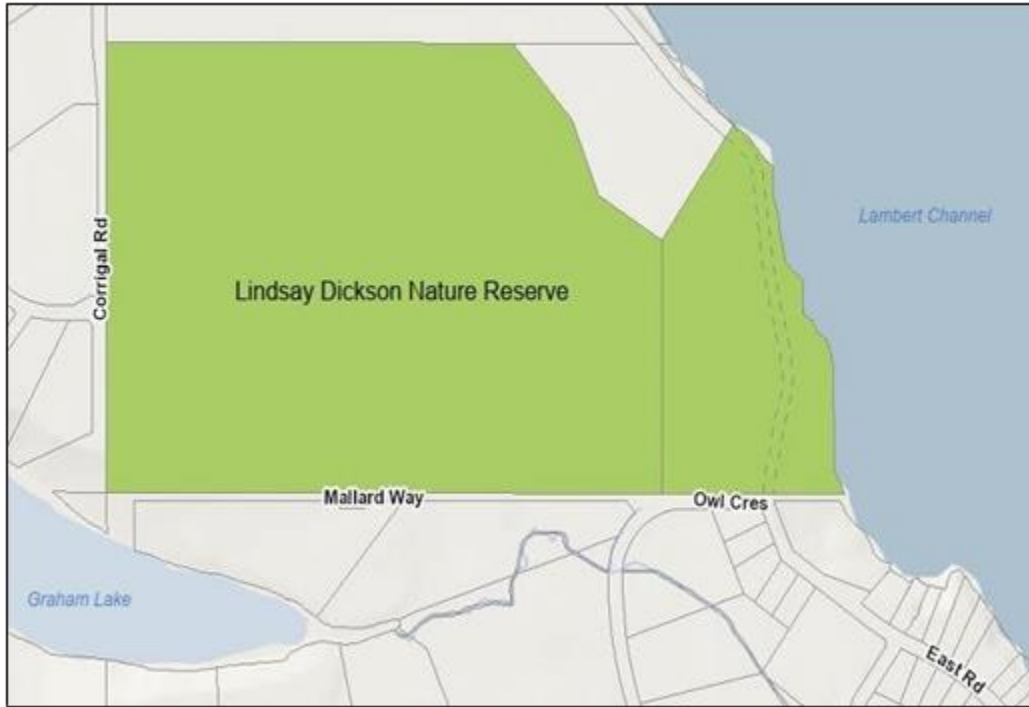 Lambert Channel
Corrigal Rd
Lindsay Dickson Nature Reserve
Mallard Way
Owl Cres
Graham Lake
East Rd